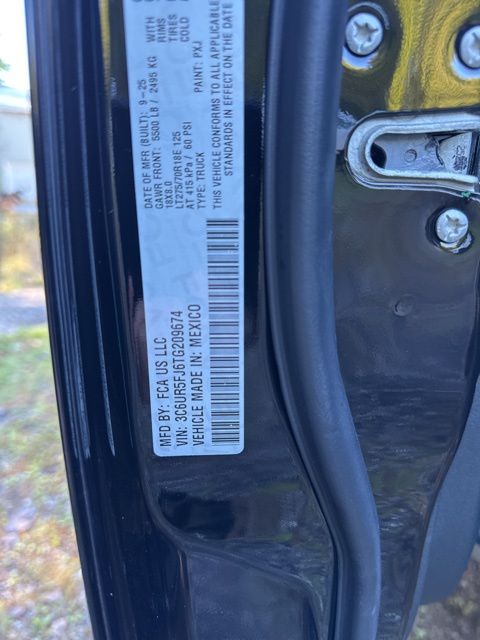 MFD BY: FCA US LLC
VIN: 3C6UR5FJ6TG209674
VEHICLE MADE IN: MEXICO
DATE OF MFR (BUILT): 9-25
GAWR FRONT: 5500 LB / 2495 KG WITH
18X8.0 RIMS
LT275/70R18E 125 TIRES
AT 415 kPa / 60 PSI COLD
TYPE: TRUCK PAINT: PXJ
THIS VEHICLE CONFORMS TO ALL
STANDARDS IN EFFECT ON THE DATE